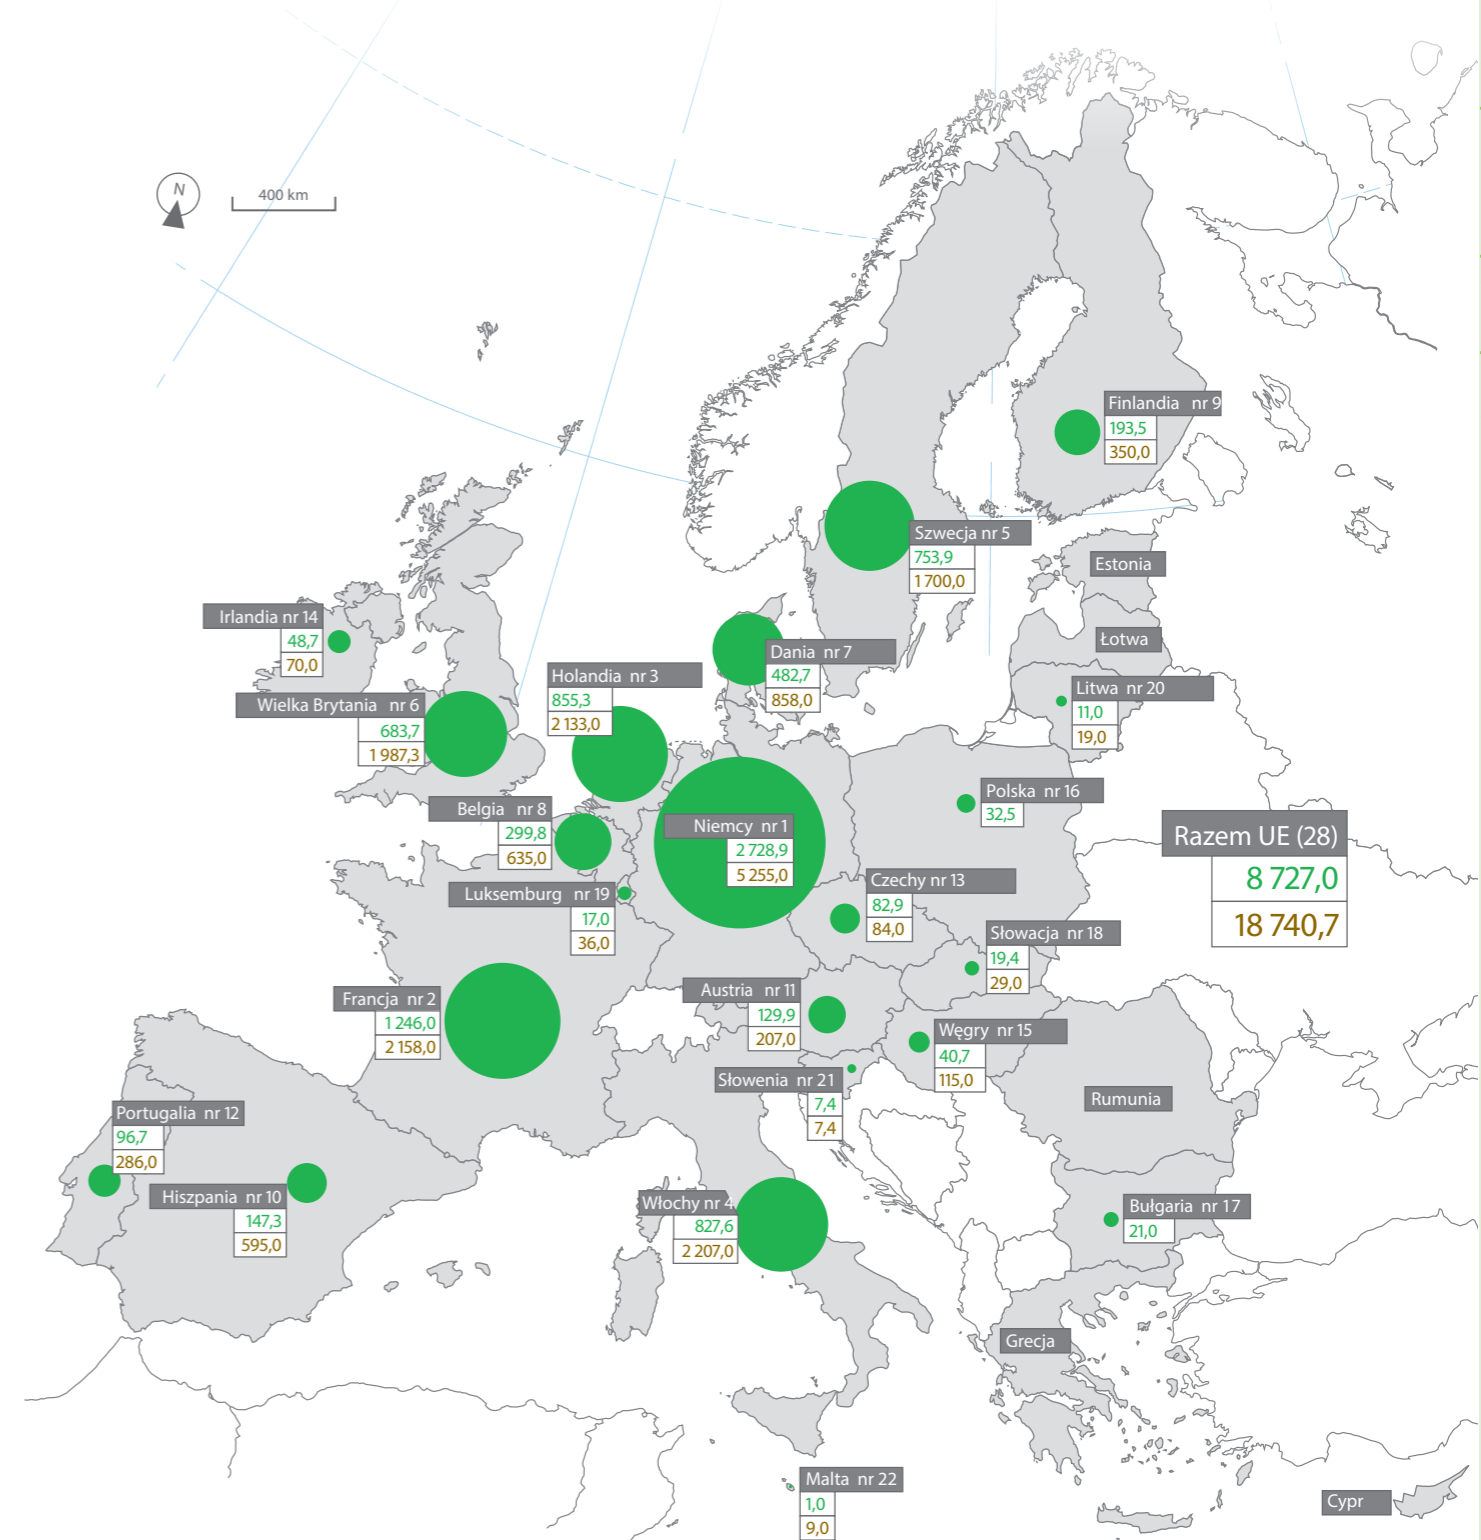 N
400 km
Finlandia nr 9
193,5
350,0
Szwecja nr 5
753,9
1 700,0
Estonia
Irlandia nr 14
48,7
70,0
Łotwa
Dania nr 7
482,7
858,0
Holandia nr 3
855,3
2 133,0
Litwa nr 20
11,0
19,0
Wielka Brytania nr 6
683,7
1 987,3
Polska nr 16
32,5
Belgia nr 8
299,8
635,0
Niemcy nr 1
2 728,9
5 255,0
Razem UE (28)
8 727,0
18 740,7
Czechy nr 13
82,9
84,0
Luksemburg nr 19
17,0
36,0
Słowacja nr 18
19,4
29,0
Austria nr 11
129,9
207,0
Francja nr 2
1 246,0
2 158,0
Węgry nr 15
40,7
115,0
Słowenia nr 21
7,4
7,4
Rumunia
Portugalia nr 12
96,7
286,0
Hiszpania nr 10
147,3
595,0
Włochy nr 4
827,6
2 207,0
Bułgaria nr 17
21,0
Grecja
Malta nr 22
1,0
9,0
Cypr